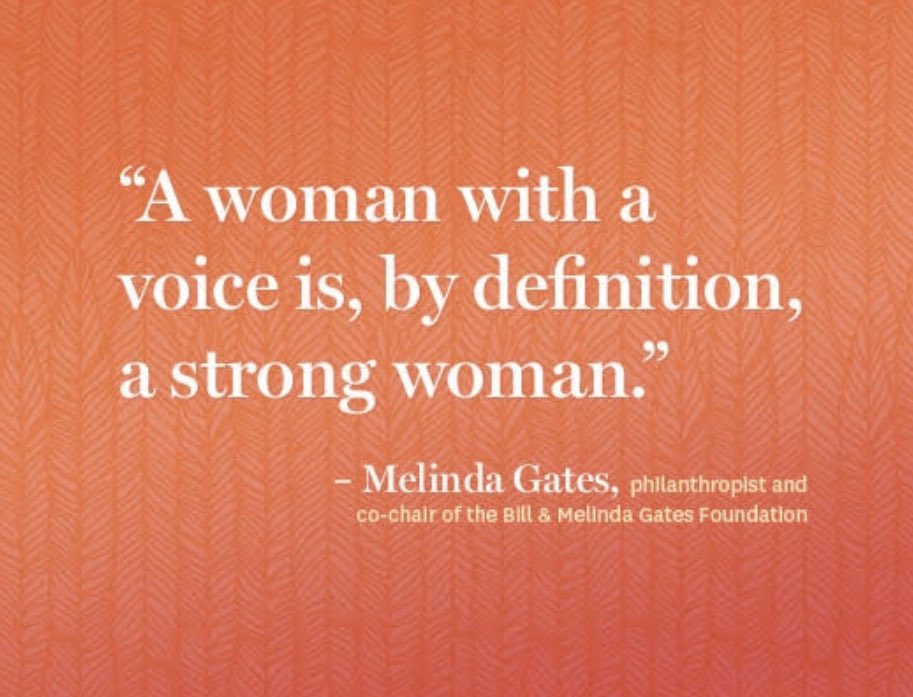 “A woman with a
voice is, by definition,
a strong woman.”
– Melinda Gates, philanthropist and
co-chair of the Bill & Melinda Gates Foundation